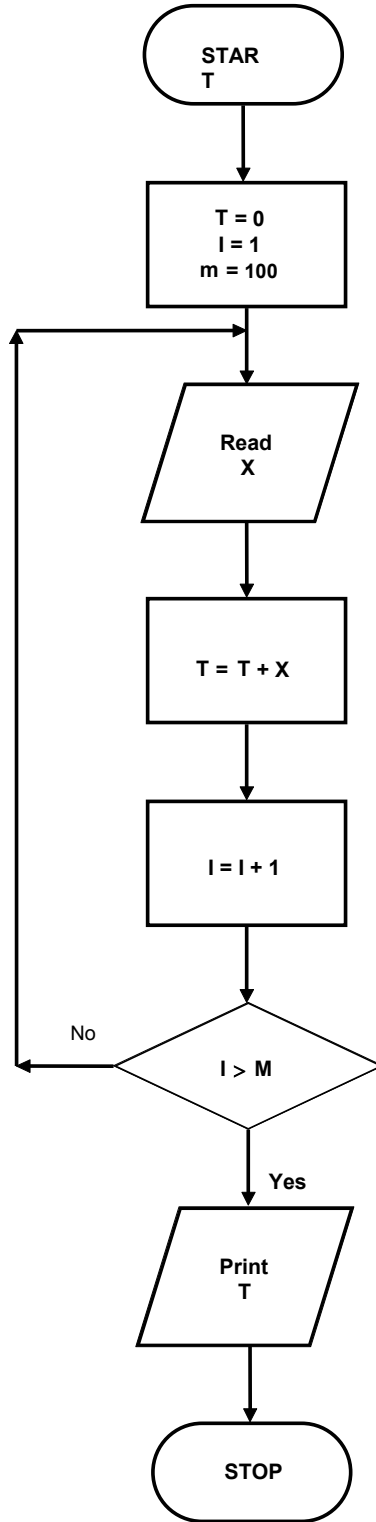 STAR
T
T = 0
I = 1
m = 100
Read
X
T = T + X
I = I + 1
No
I > M
Yes
Print
T
STOP